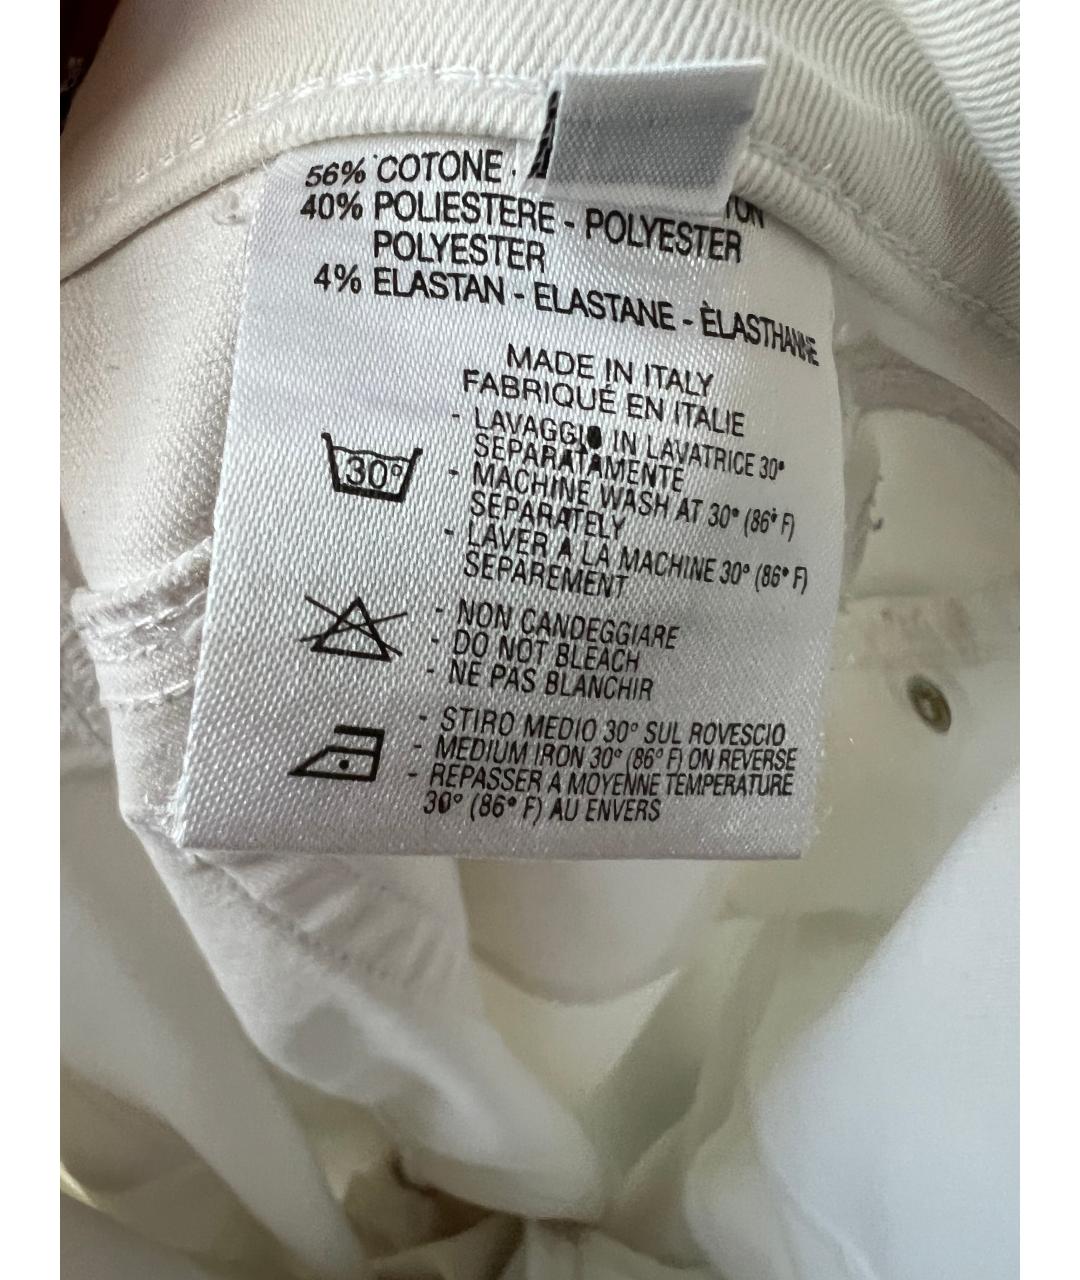 56% COTONE
40% POLIESTERE - POLYESTER
POLYESTER
4% ELASTAN - ELASTANE - ÈLASTHANNE
MADE IN ITALY
FABRIQUÉ EN ITALIE
- LAVAGGIO IN LAVATRICE 30°
SEPARATAMENTE
- MACHINE WASH AT 30° (86° F)
SEPARATELY
- LAVER A LA MACHINE 30° (86° F)
SEPAREMENT
30°
- NON CANDEGGIARE
- DO NOT BLEACH
- NE PAS BLANCHIR
- STIRO MEDIO 30° SUL ROVESCIO
- MEDIUM IRON 30° (86° F) ON REVERSE
- REPASSER A MOYENNE TEMPERATURE
30° (86° F) AU ENVERS